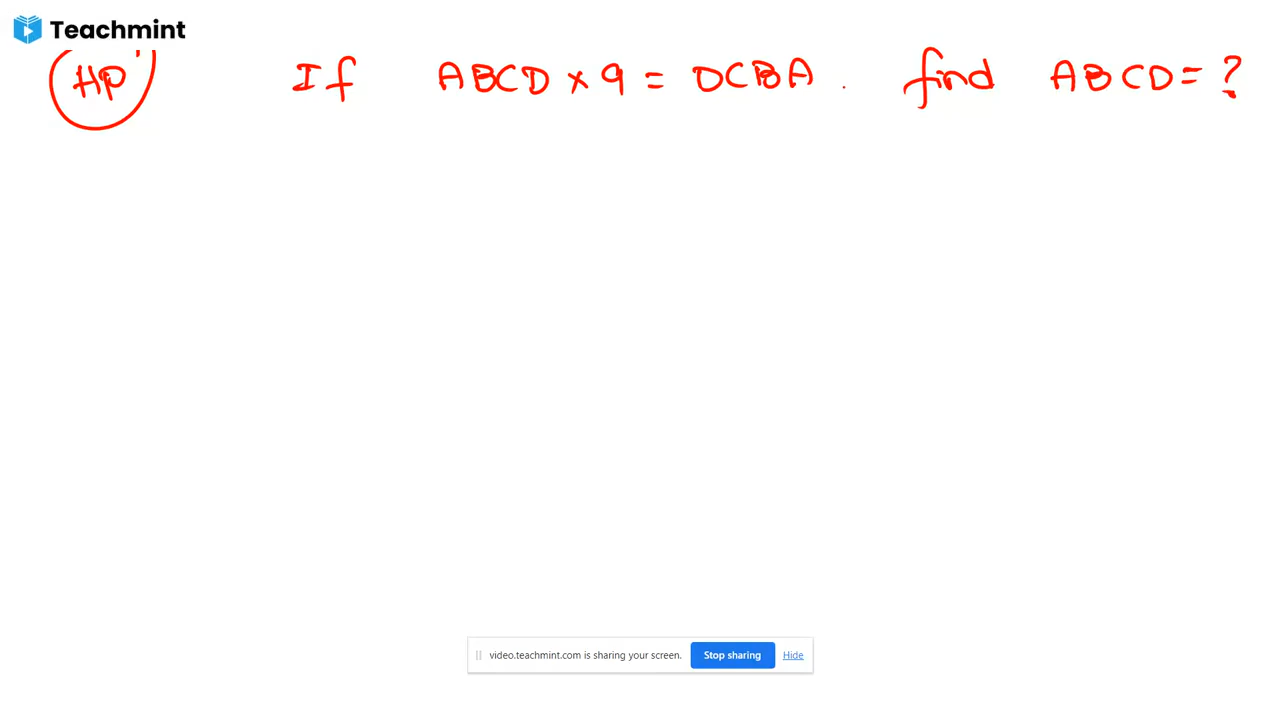 Teachmint
HP If ABCD × 9 = DCBA . find ABCD = ?
video.teachmint.com is sharing your screen. Stop sharing Hide